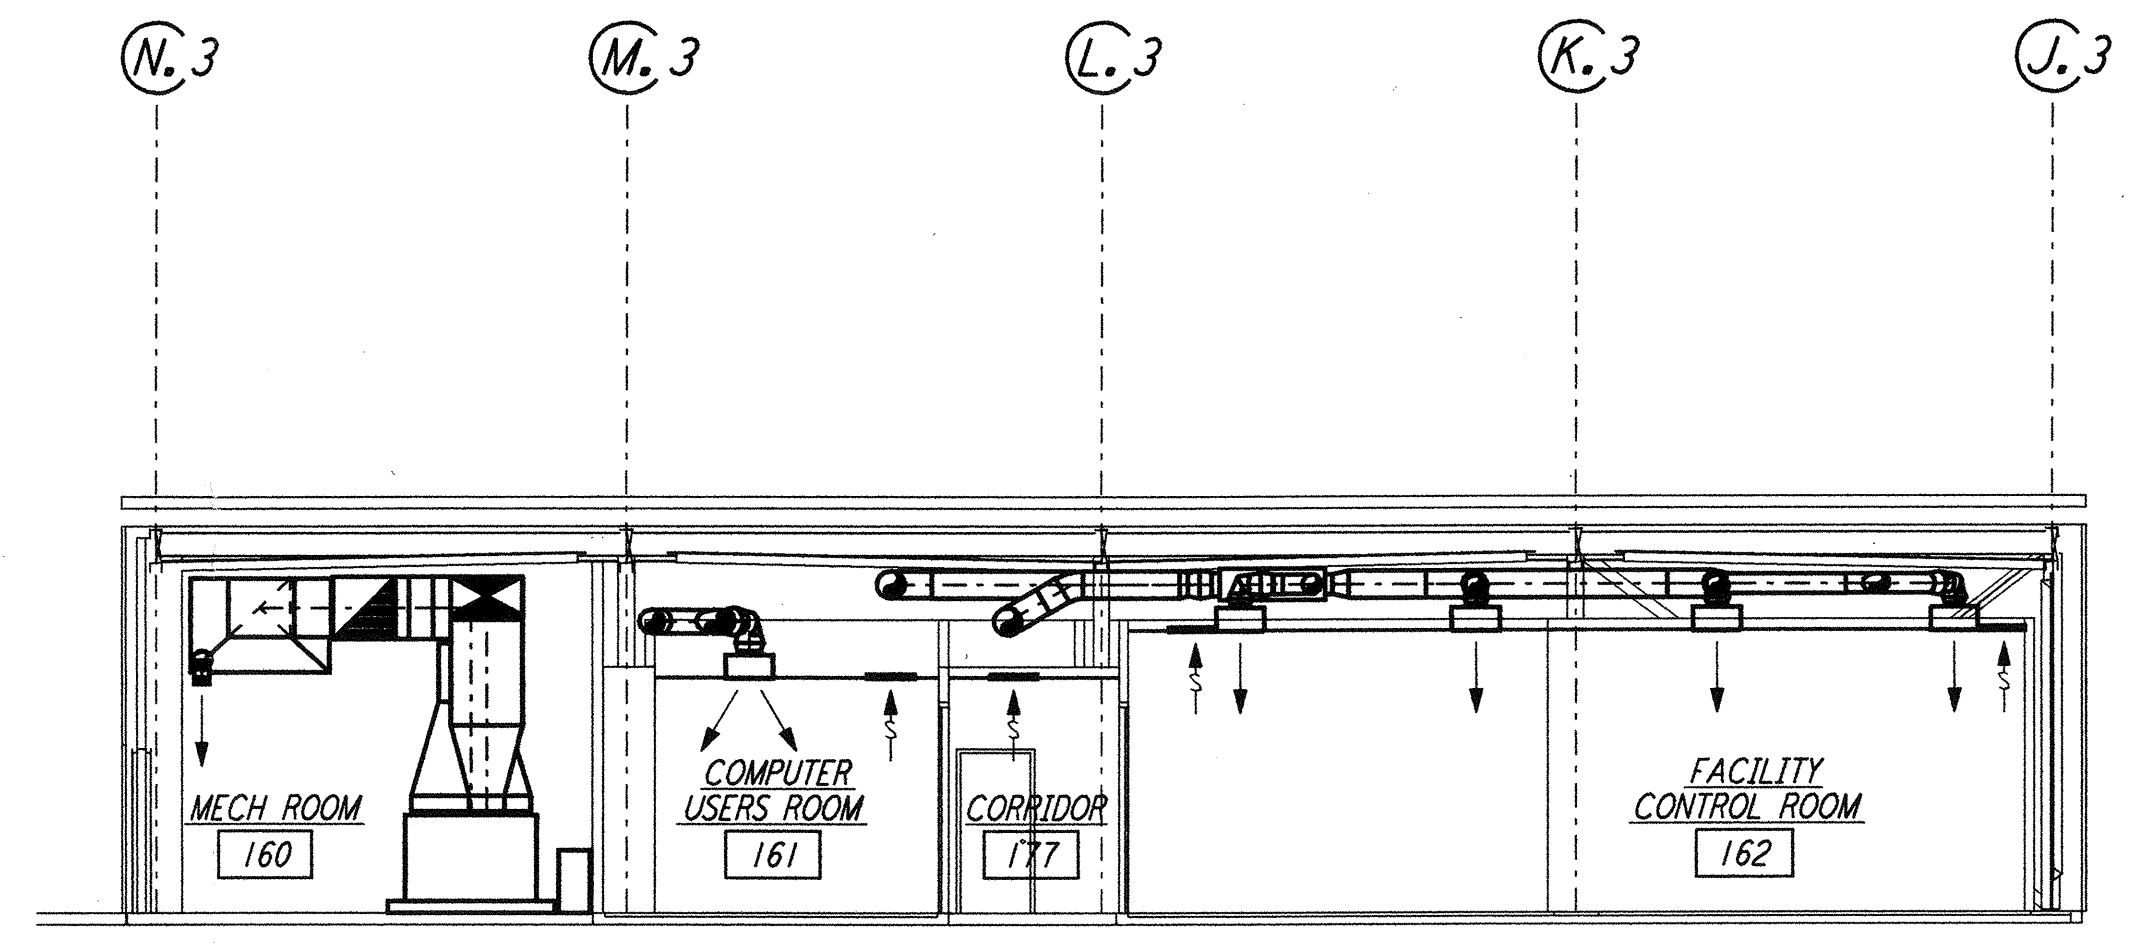 N.3 M.3 L.3 K.3 J.3
S S S S
COMPUTER
USERS ROOM
161
FACILITY
CONTROL ROOM
162
MECH ROOM
160
CORRIDOR
177